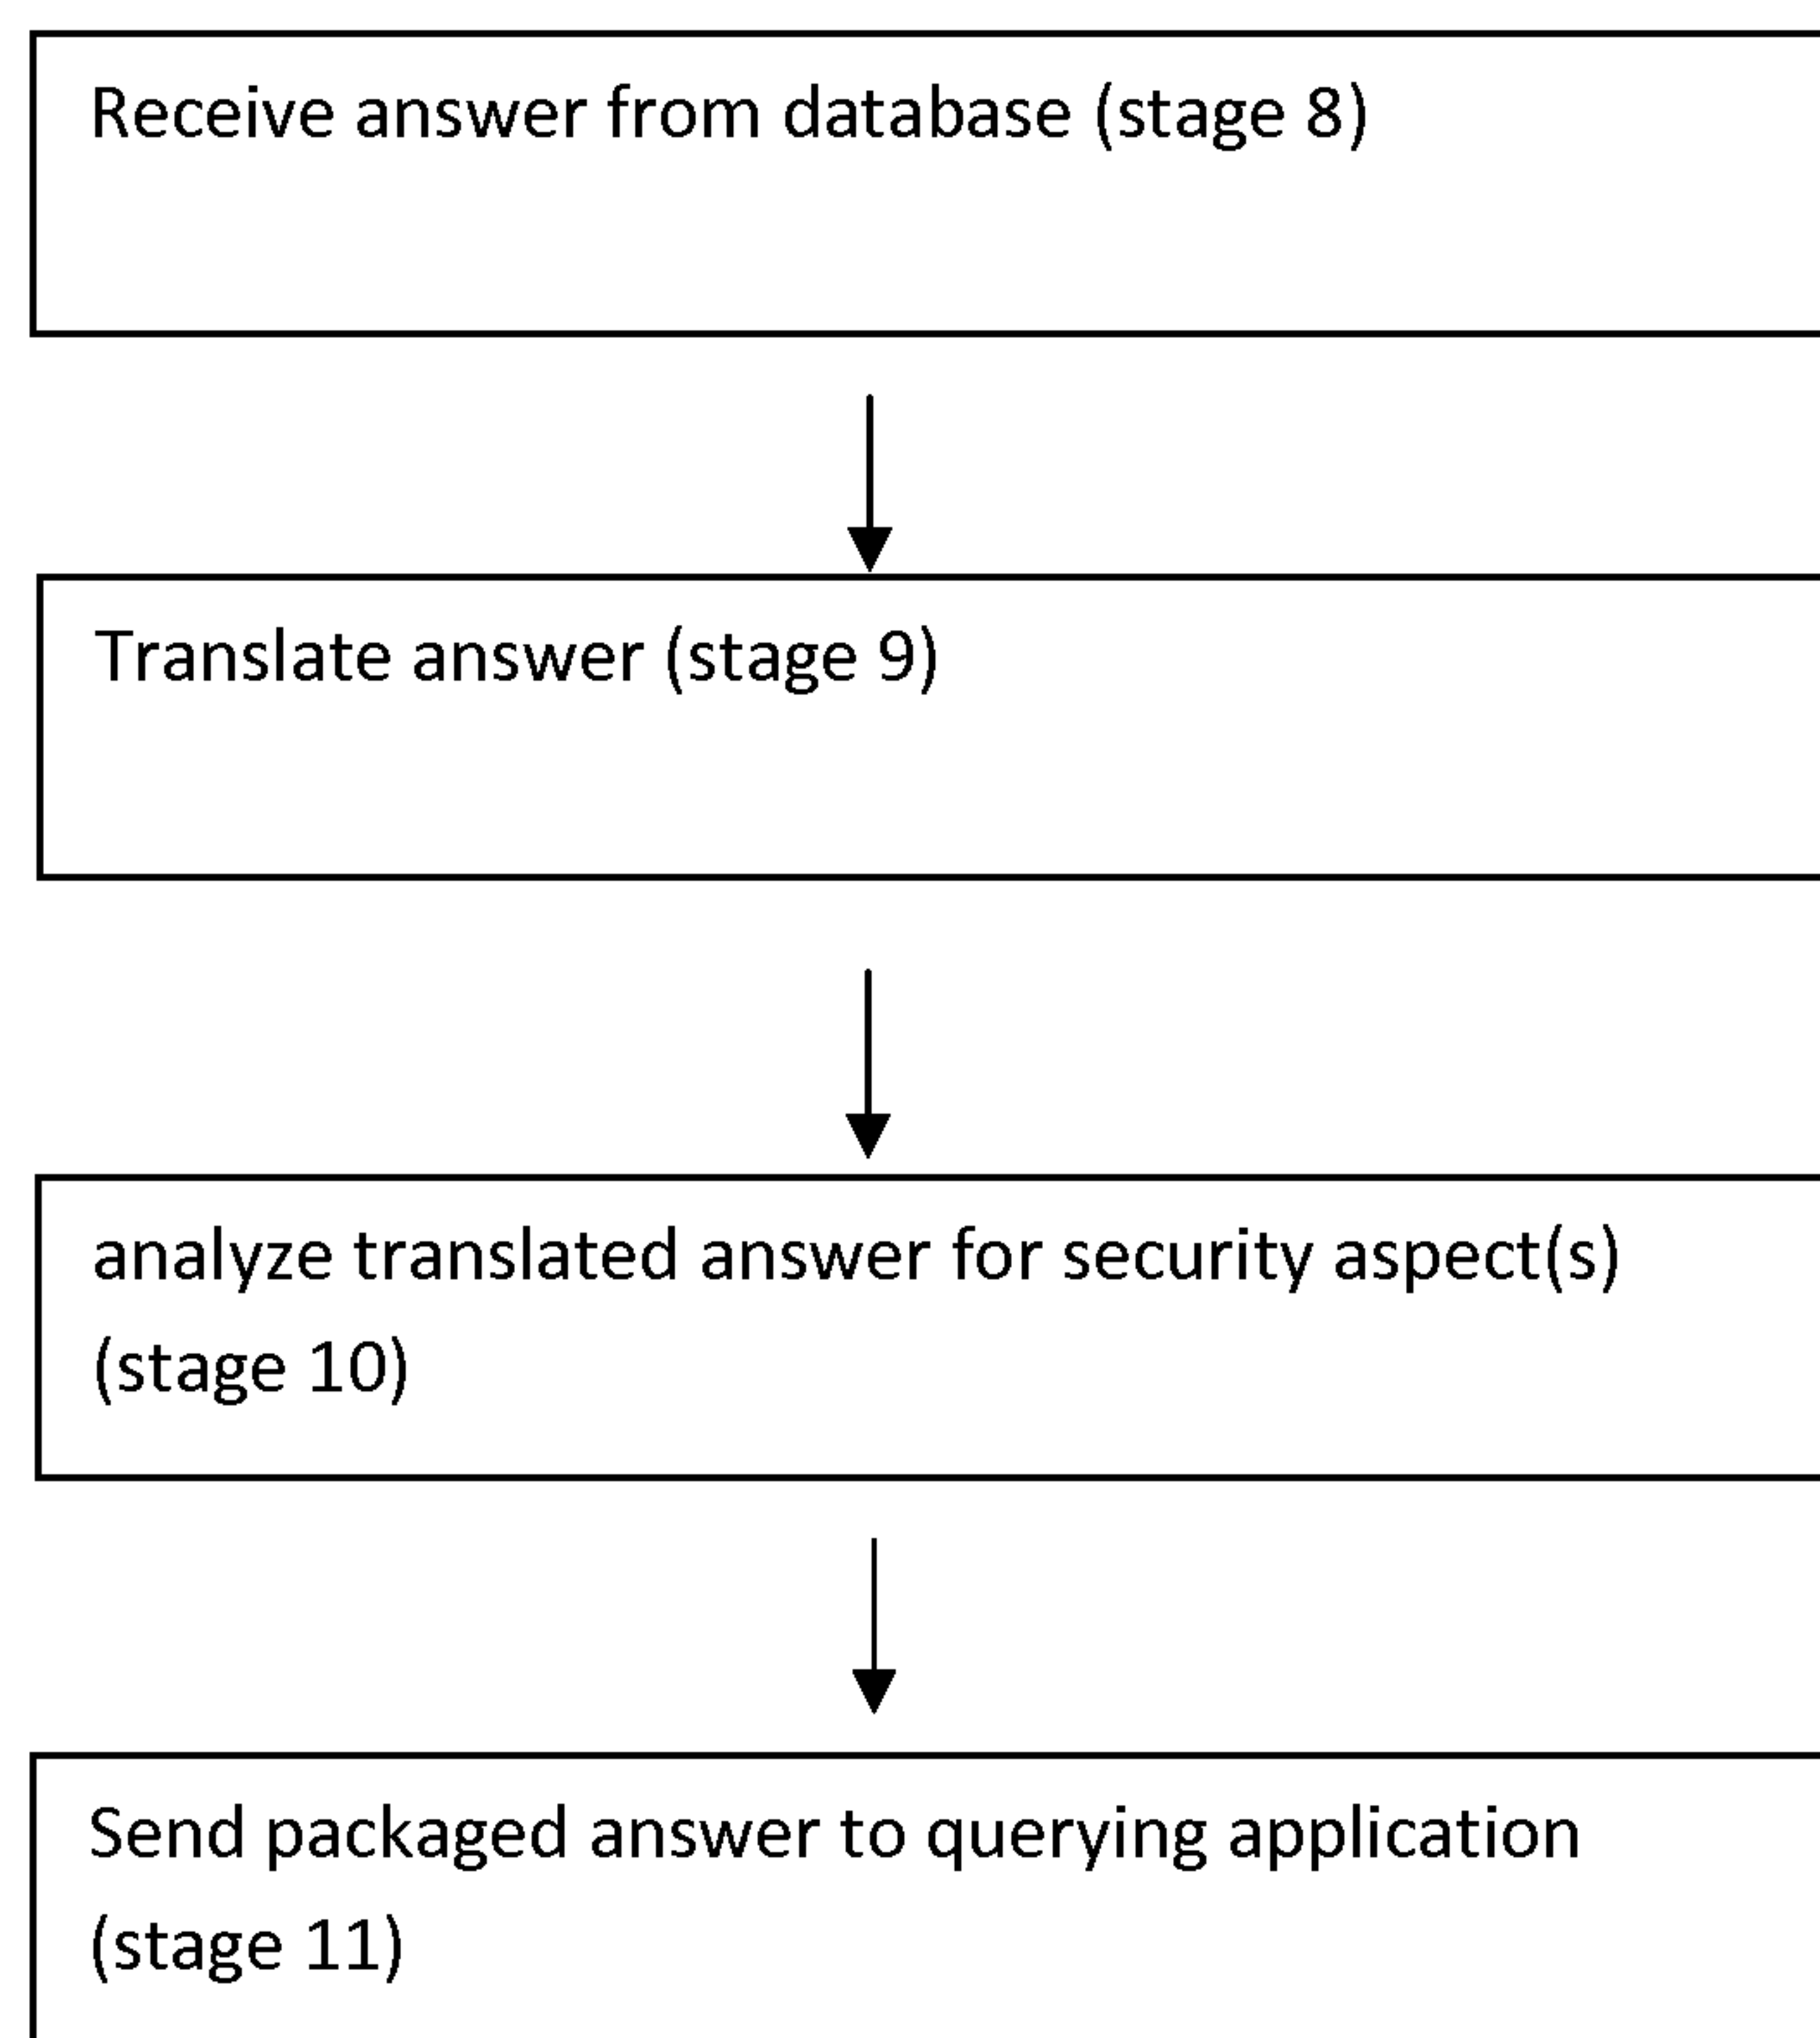 Receive answer from database (stage 8)
Translate answer (stage 9)
analyze translated answer for security aspect(s)
(stage 10)
Send packaged answer to querying application
(stage 11)